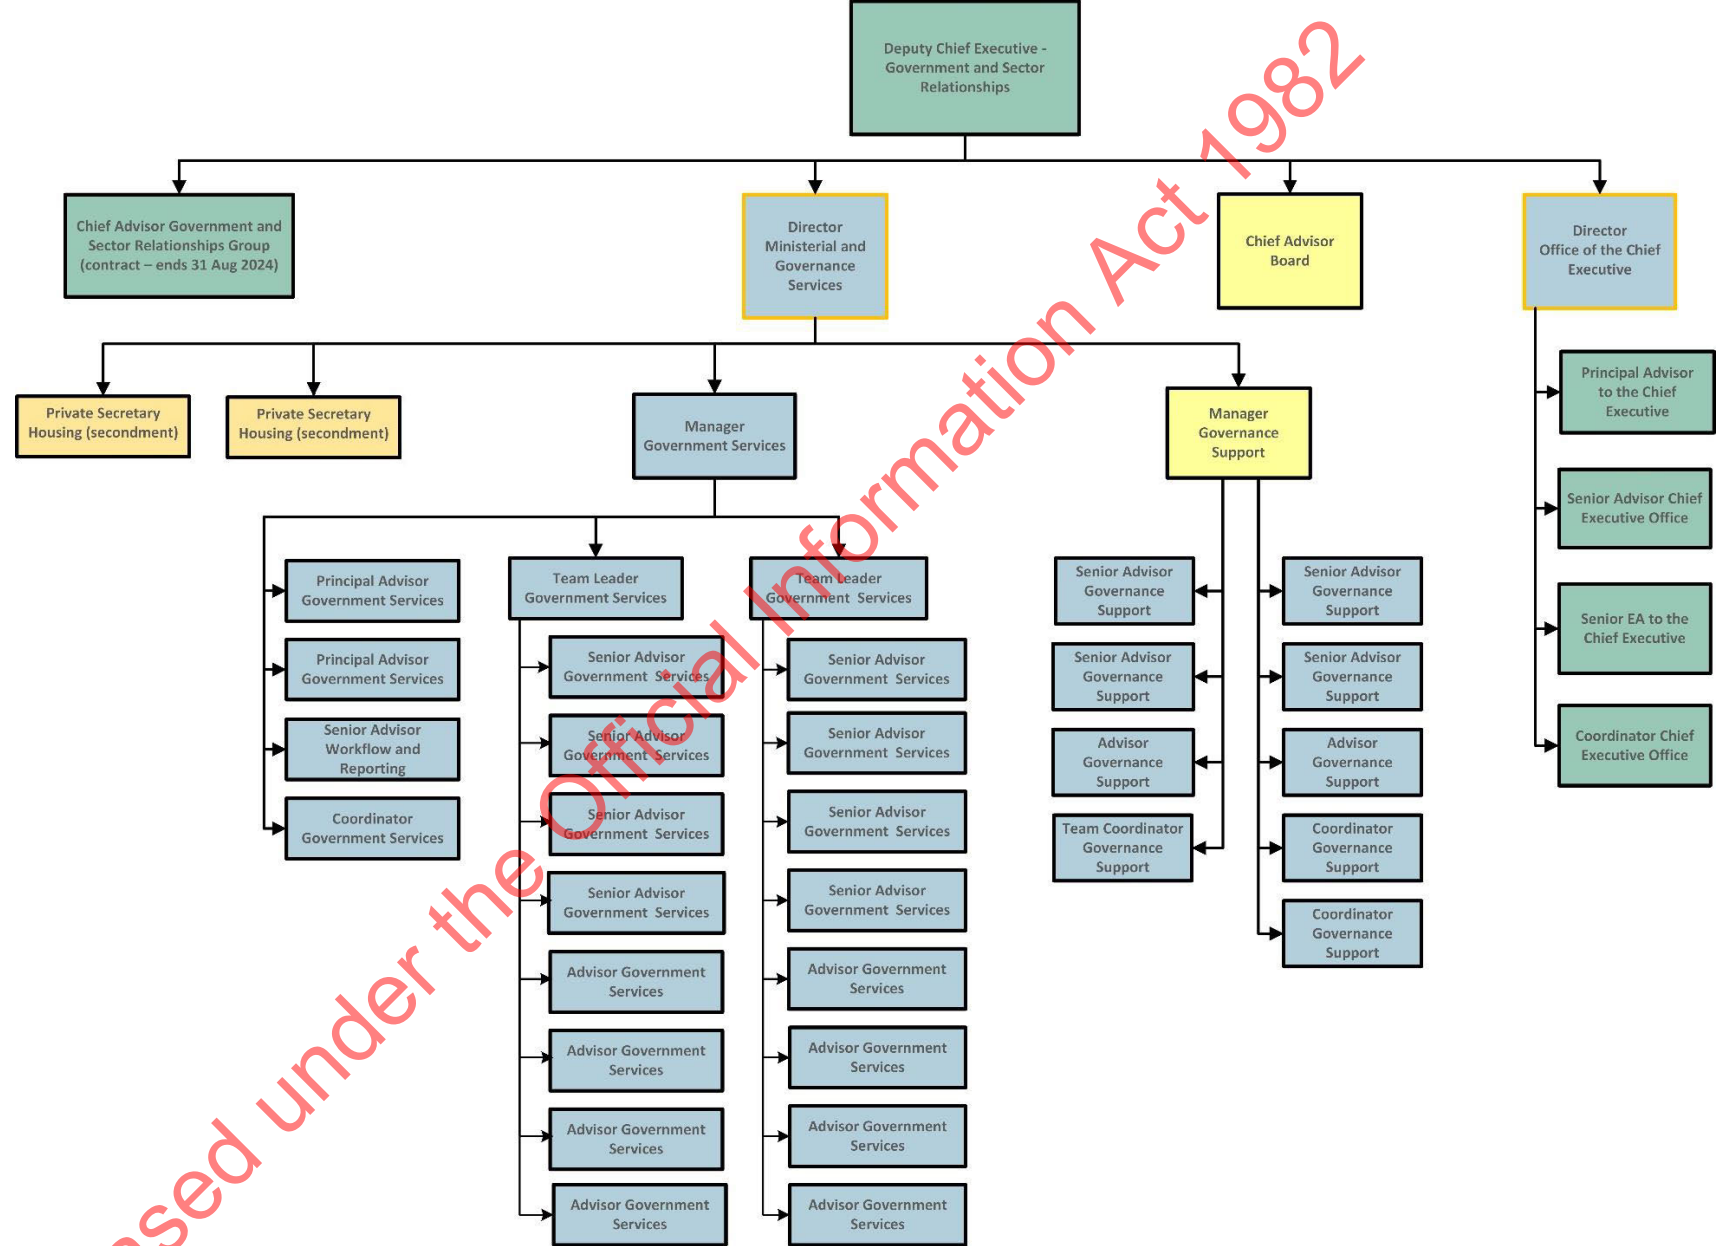 Deputy Chief Executive -
Government and Sector
Relationships
Chief Advisor Government and
Sector Relationships Group
(contract – ends 31 Aug 2024)
Director
Ministerial and
Governance
Services
Chief Advisor
Board
Director
Office of the Chief
Executive
Private Secretary
Housing (secondment)
Private Secretary
Housing (secondment)
Manager
Government Services
Manager
Governance
Support
Principal Advisor
to the Chief
Executive
Senior Advisor Chief
Executive Office
Senior EA to the
Chief Executive
Coordinator Chief
Executive Office
Principal Advisor
Government Services
Principal Advisor
Government Services
Senior Advisor
Workflow and
Reporting
Coordinator
Government Services
Team Leader
Government Services
Senior Advisor
Government Services
Senior Advisor
Government Services
Senior Advisor
Government Services
Senior Advisor
Government Services
Advisor Government
Services
Advisor Government
Services
Advisor Government
Services
Advisor Government
Services
Team Leader
Government Services
Senior Advisor
Government Services
Senior Advisor
Government Services
Senior Advisor
Government Services
Senior Advisor
Government Services
Advisor Government
Services
Advisor Government
Services
Advisor Government
Services
Advisor Government
Services
Senior Advisor
Governance
Support
Senior Advisor
Governance
Support
Advisor
Governance
Support
Team Coordinator
Governance
Support
Senior Advisor
Governance
Support
Senior Advisor
Governance
Support
Advisor
Governance
Support
Coordinator
Governance
Support
Coordinator
Governance
Support
ased under the Official Information Act 1982